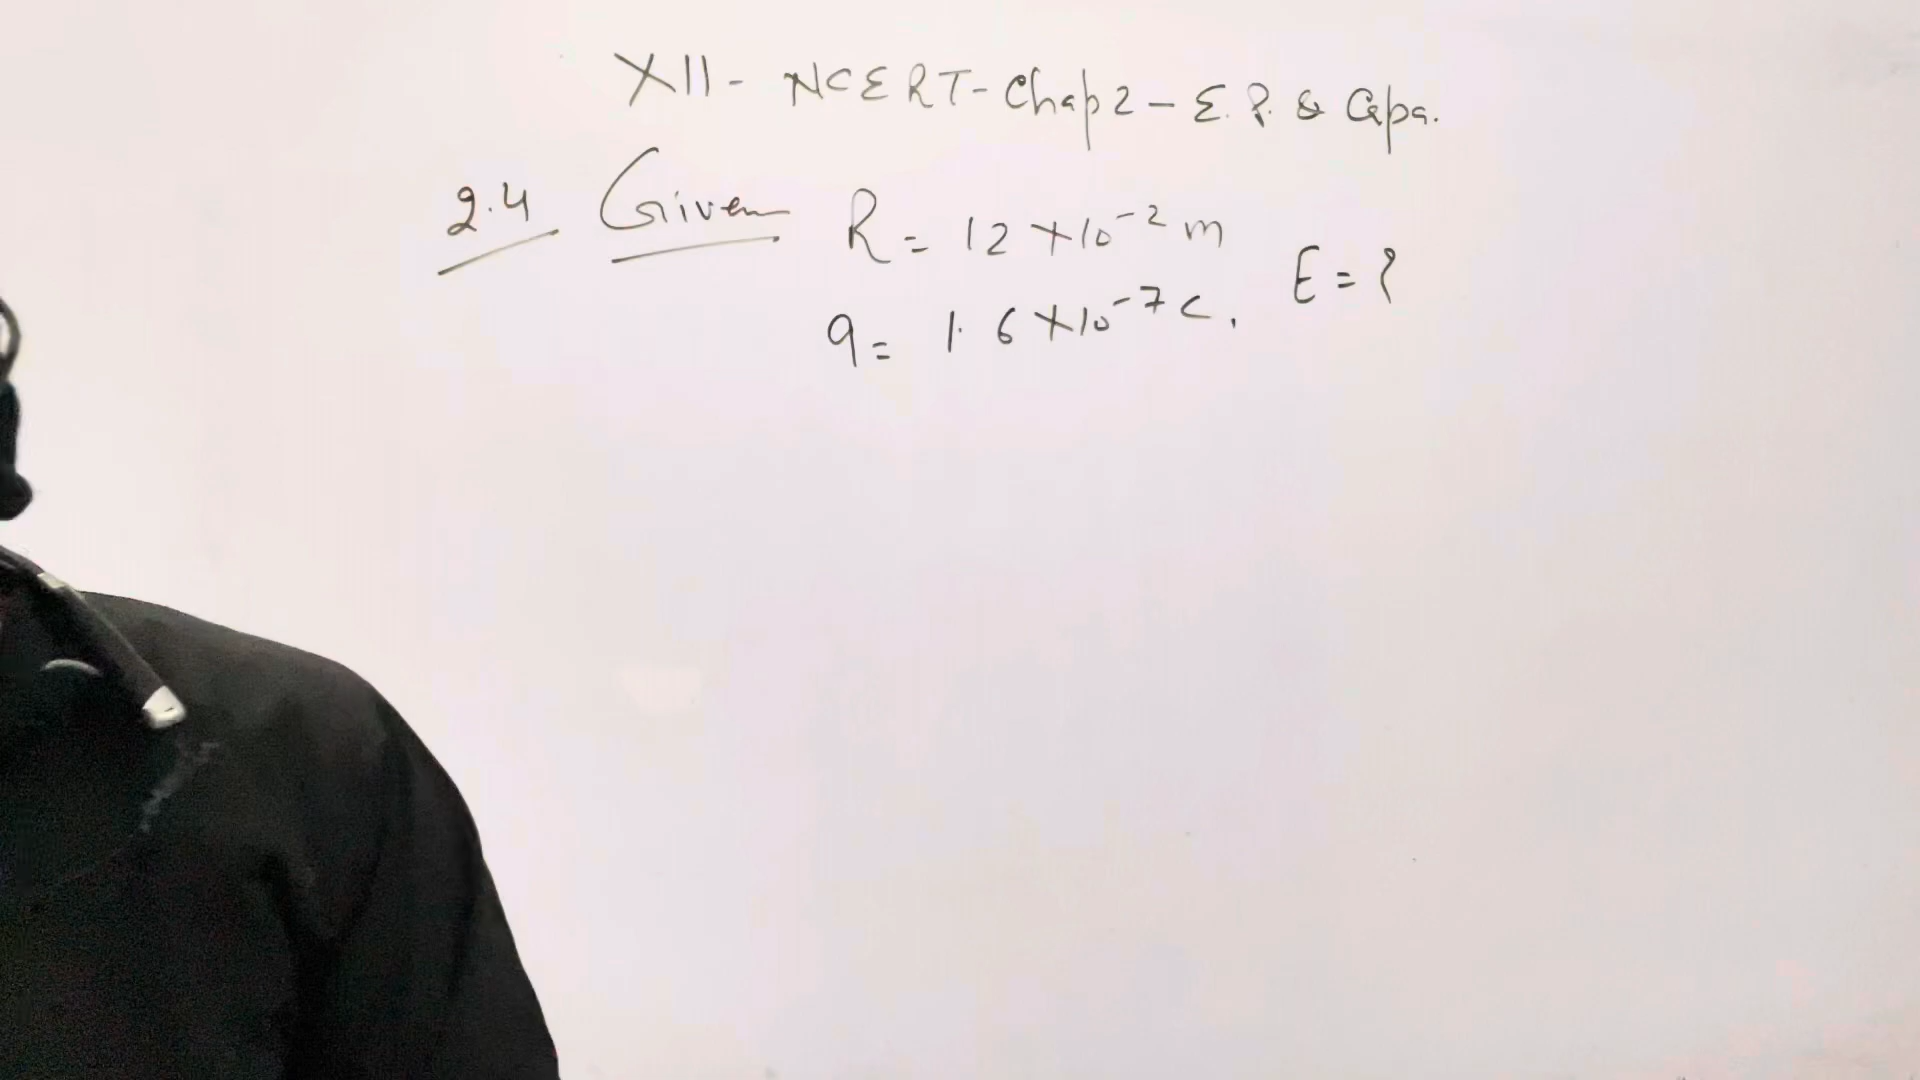 XII - NCERT - Chap 2 - E.P. & Capa.
2.4 Given R = 12 × 10⁻² m
q = 1.6 × 10⁻⁷ C, E = ?